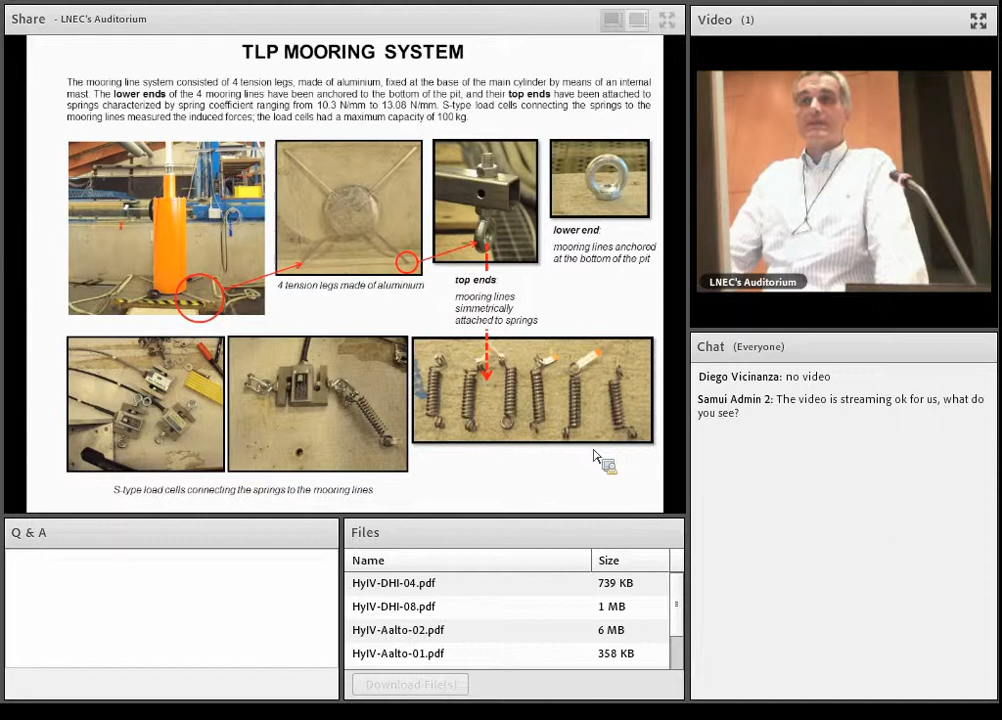 Share - LNEC's Auditorium
TLP MOORING SYSTEM
The mooring line system consisted of 4 tension legs, made of aluminium, fixed at the base of the main cylinder by means of an internal
mast. The lower ends of the 4 mooring lines have been anchored to the bottom of the pit, and their top ends have been attached to
springs characterized by spring coefficient ranging from 10.3 N/mm to 13.08 N/mm. S-type load cells connecting the springs to the
mooring lines measured the induced forces; the load cells had a maximum capacity of 100 kg.
lower end:
mooring lines anchored
at the bottom of the pit
4 tension legs made of aluminium
top ends:
mooring lines
simmetrically
attached to springs
S-type load cells connecting the springs to the mooring lines
Video (1)
LNEC's Auditorium
Chat (Everyone)
Diego Vicinanza: no video
Samui Admin 2: The video is streaming ok for us, what do
you see?
Q & A
Files
Name Size
HyIV-DHI-04.pdf 739 KB
HyIV-DHI-08.pdf 1 MB
HyIV-Aalto-02.pdf 6 MB
HyIV-Aalto-01.pdf 358 KB
Download File(s)